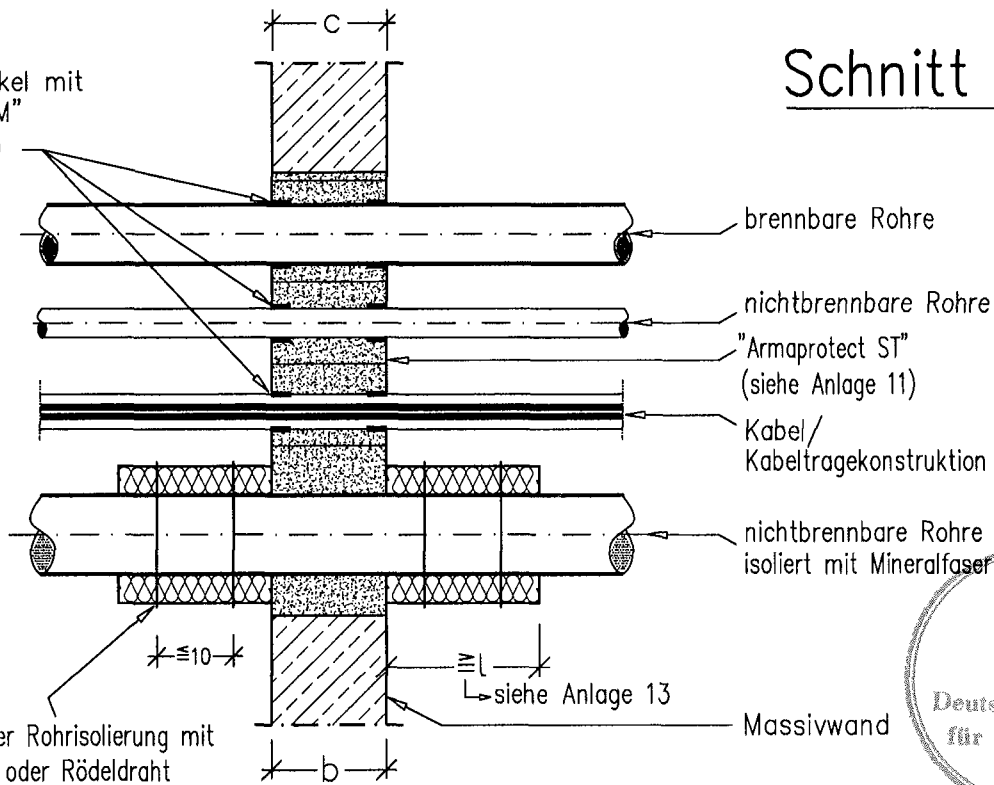 c
Schnitt
kel mit
M"
brennbare Rohre
nichtbrennbare Rohre
"Armaprotect ST"
(siehe Anlage 11)
Kabel/
Kabeltragekonstruktion
nichtbrennbare Rohre
isoliert mit Mineralfaser
≦10
≧l
siehe Anlage 13
Massivwand
er Rohrisolierung mit
oder Rödeldraht
b
Deuts
für